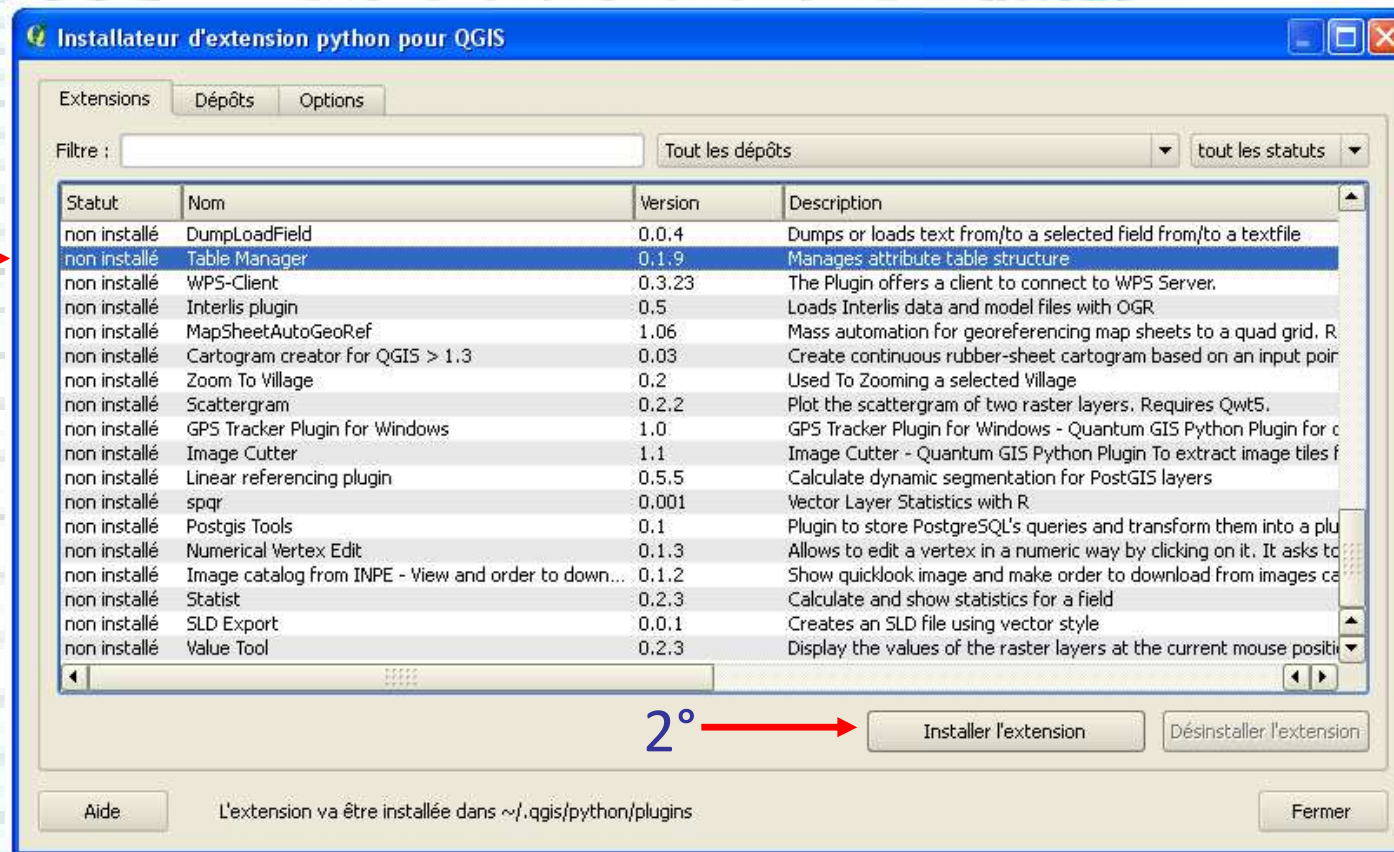 Installateur d'extension python pour QGIS
Extensions Dépôts Options
Filtre : Tout les dépôts tout les statuts
Statut Nom Version Description
non installé DumpLoadField 0.0.4 Dumps or loads text from/to a selected field from/to a textfile
non installé Table Manager 0.1.9 Manages attribute table structure
non installé WPS-Client 0.3.23 The Plugin offers a client to connect to WPS Server.
non installé Interlis plugin 0.5 Loads Interlis data and model files with OGR
non installé MapSheetAutoGeoRef 1.06 Mass automation for georeferencing map sheets to a quad grid. R
non installé Cartogram creator for QGIS > 1.3 0.03 Create continuous rubber-sheet cartogram based on an input poin
non installé Zoom To Village 0.2 Used To Zooming a selected Village
non installé Scattergram 0.2.2 Plot the scattergram of two raster layers. Requires Qwt5.
non installé GPS Tracker Plugin for Windows 1.0 GPS Tracker Plugin for Windows - Quantum GIS Python Plugin for
non installé Image Cutter 1.1 Image Cutter - Quantum GIS Python Plugin To extract image tiles f
non installé Linear referencing plugin 0.5.5 Calculate dynamic segmentation for PostGIS layers
non installé spqr 0.001 Vector Layer Statistics with R
non installé Postgis Tools 0.1 Plugin to store PostgreSQL's queries and transform them into a plu
non installé Numerical Vertex Edit 0.1.3 Allows to edit a vertex in a numeric way by clicking on it. It asks to
non installé Image catalog from INPE - View and order to down... 0.1.2 Show quicklook image and make order to download from images ca
non installé Statist 0.2.3 Calculate and show statistics for a field
non installé SLD Export 0.0.1 Creates an SLD file using vector style
non installé Value Tool 0.2.3 Display the values of the raster layers at the current mouse positi
2° Installer l'extension Désinstaller l'extension
Aide L'extension va être installée dans ~/.qgis/python/plugins Fermer